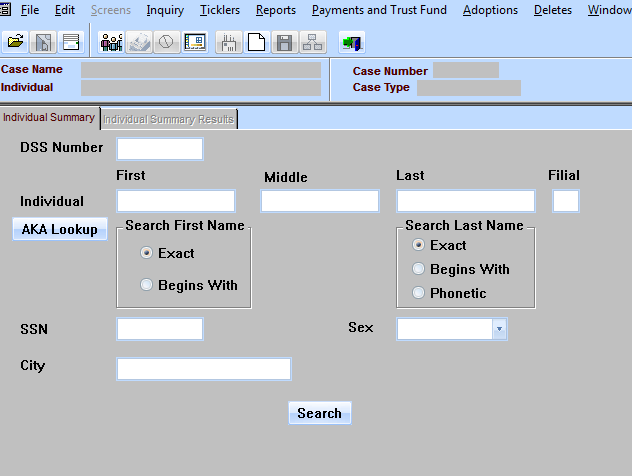 File Edit Screens Inquiry Ticklers Reports Payments and Trust Fund Adoptions Deletes Window
Case Name
Case Number
Individual
Case Type
Individual Summary Individual Summary Results
DSS Number
First Middle Last Filial
Individual
AKA Lookup
Search First Name
Exact
Begins With
Search Last Name
Exact
Begins With
Phonetic
SSN
Sex
City
Search